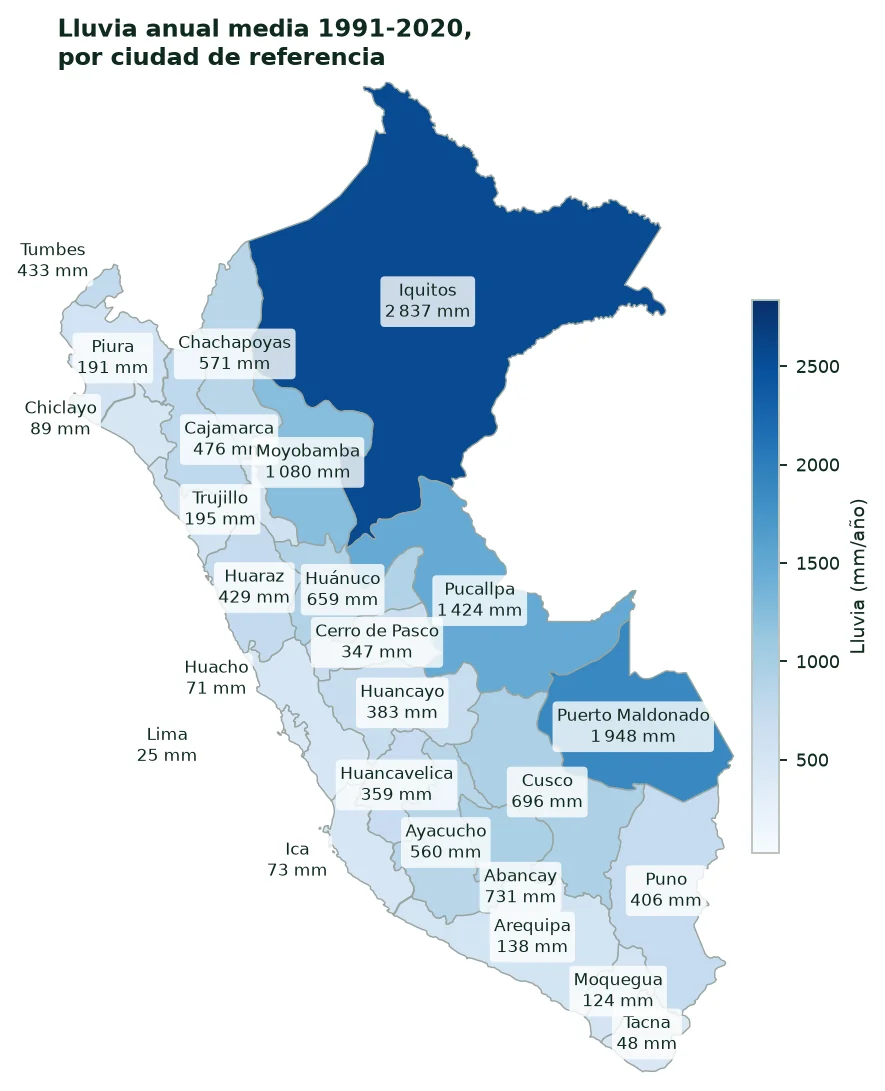 Lluvia anual media 1991-2020,
por ciudad de referencia
Tumbes
433 mm
Iquitos
2 837 mm
Piura
191 mm
Chachapoyas
571 mm
Chiclayo
89 mm
Cajamarca
476 mm
Moyobamba
1 080 mm
Trujillo
195 mm
Huaraz
429 mm
Huánuco
659 mm
Pucallpa
1 424 mm
Cerro de Pasco
347 mm
Huacho
71 mm
Huancayo
383 mm
Lima
25 mm
Puerto Maldonado
1 948 mm
Huancavelica
359 mm
Cusco
696 mm
Ica
73 mm
Ayacucho
560 mm
Abancay
731 mm
Puno
406 mm
Arequipa
138 mm
Moquegua
124 mm
Tacna
48 mm
2500
2000
1500
1000
500
Lluvia (mm/año)